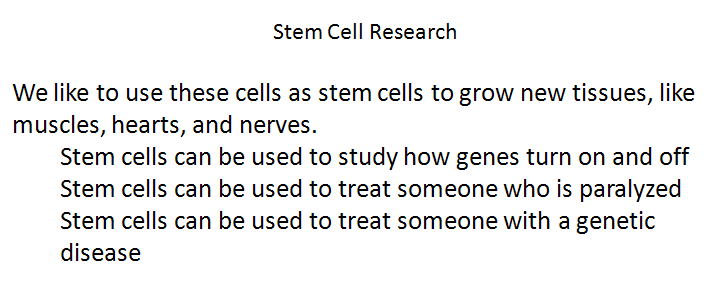 Stem Cell Research
We like to use these cells as stem cells to grow new tissues, like
muscles, hearts, and nerves.
Stem cells can be used to study how genes turn on and off
Stem cells can be used to treat someone who is paralyzed
Stem cells can be used to treat someone with a genetic
disease